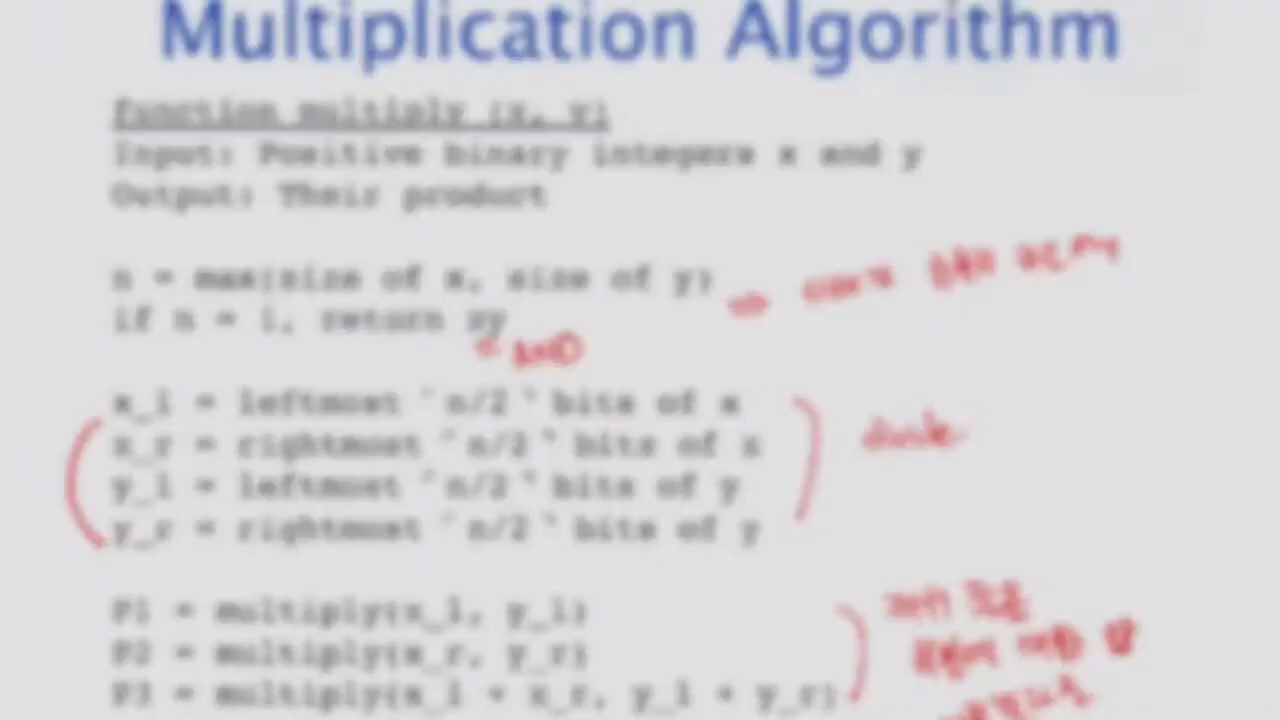 Multiplication Algorithm
function multiply (x, y)
Input: Positive binary integers x and y
Output: Their product
n = max(size of x, size of y)
if n = 1, return xy
= AND
x_l = leftmost ⌈n/2⌉ bits of x
x_r = rightmost ⌊n/2⌋ bits of x
y_l = leftmost ⌈n/2⌉ bits of y
y_r = rightmost ⌊n/2⌋ bits of y
divide
P1 = multiply(x_l, y_l)
P2 = multiply(x_r, y_r)
P3 = multiply(x_l + x_r, y_l + y_r)